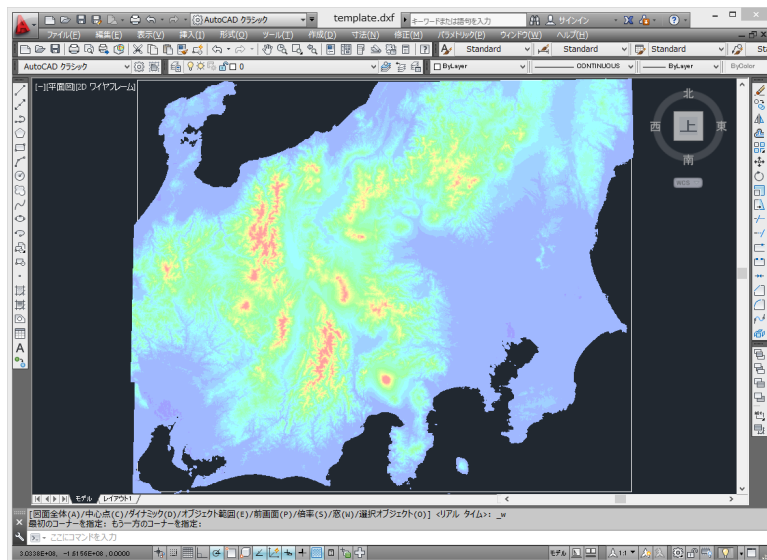 AutoCAD クラシック
template.dxf
キーワードまたは語句を入力
サインイン
ファイル(F) 編集(E) 表示(V) 挿入(I) 形式(O) ツール(T) 作成(D) 寸法(N) 修正(M) パラメトリック(P) ウィンドウ(W) ヘルプ(H)
Standard Standard Standard
AutoCAD クラシック 0 ByLayer CONTINUOUS ByLayer ByColor
[-][平面図][2D ワイヤフレーム]
北
西 上 東
南
WCS
モデル レイアウト1
[図面全体(A)/中心点(C)/ダイナミック(D)/オブジェクト範囲(E)/前画面(P)/倍率(S)/窓(W)/選択オブジェクト(O)] <リアル タイム>: _w
最初のコーナーを指定: もう一方のコーナーを指定:
ここにコマンドを入力
3.0338E+08, -1.6156E+08, 0.0000 モデル 1:1